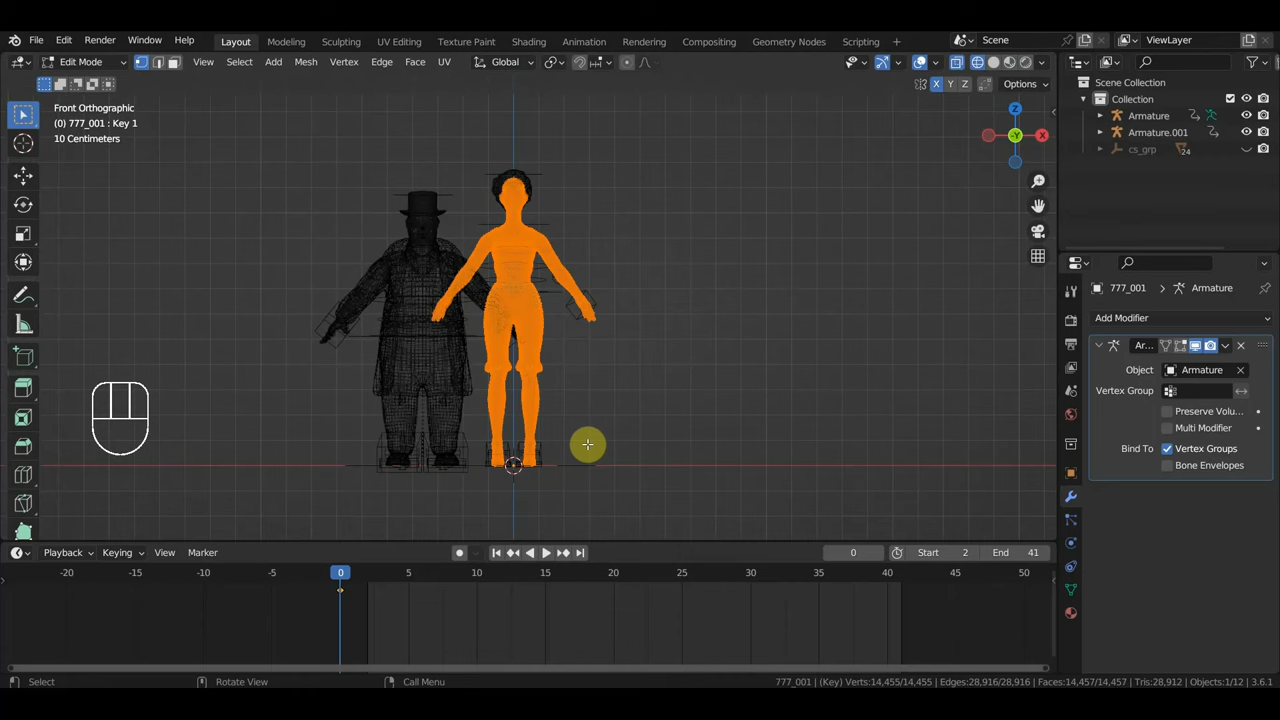 File Edit Render Window Help Layout Modeling Sculpting UV Editing Texture Paint Shading Animation Rendering Compositing Geometry Nodes Scripting + Scene ViewLayer
Edit Mode View Select Add Mesh Vertex Edge Face UV Global
X Y Z Options
Front Orthographic
(0) 777_001 : Key 1
10 Centimeters
Z
X
-Y
Scene Collection
Collection
Armature
Armature.001
cs_grp 24
777_001 > Armature
Add Modifier
Ar...
Object Armature
Vertex Group
Preserve Volu...
Multi Modifier
Bind To Vertex Groups
Bone Envelopes
Playback Keying View Marker 0 Start 2 End 41
-20 -15 -10 -5 0 5 10 15 20 25 30 35 40 45 50
Select Rotate View Call Menu 777_001 | (Key) Verts:14,455/14,455 | Edges:28,916/28,916 | Faces:14,457/14,457 | Tris:28,912 | Objects:1/12 | 3.6.1